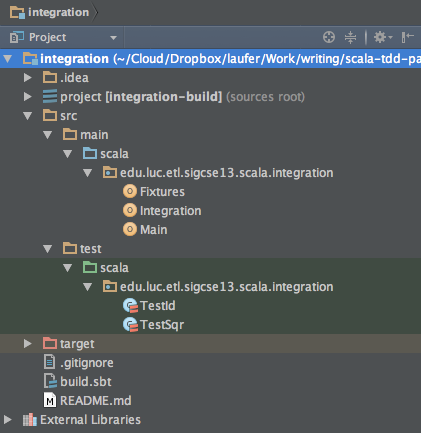 integration
Project
integration (~/Cloud/Dropbox/laufer/Work/writing/scala-tdd-pa
.idea
project [integration-build] (sources root)
src
main
scala
edu.luc.etl.sigcse13.scala.integration
Fixtures
Integration
Main
test
scala
edu.luc.etl.sigcse13.scala.integration
TestId
TestSqr
target
.gitignore
build.sbt
README.md
External Libraries